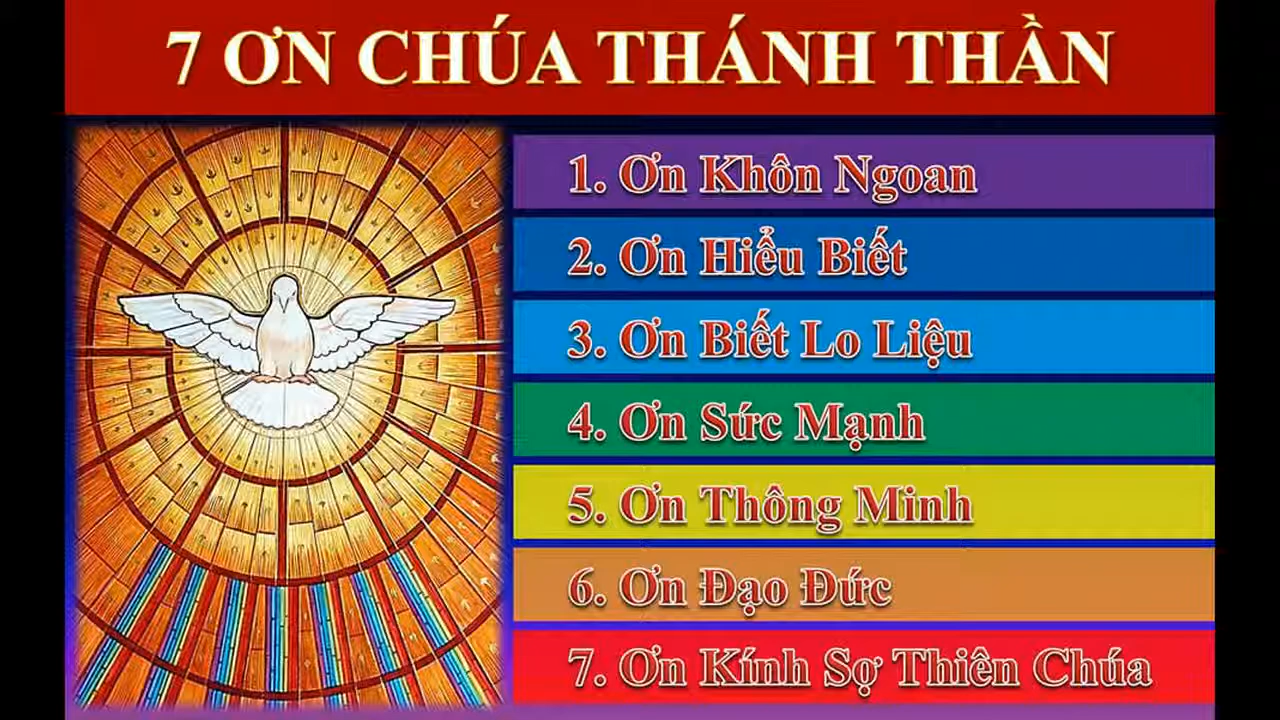 7 ƠN CHÚA THÁNH THẦN
1. Ơn Khôn Ngoan
2. Ơn Hiểu Biết
3. Ơn Biết Lo Liệu
4. Ơn Sức Mạnh
5. Ơn Thông Minh
6. Ơn Đạo Đức
7. Ơn Kính Sợ Thiên Chúa